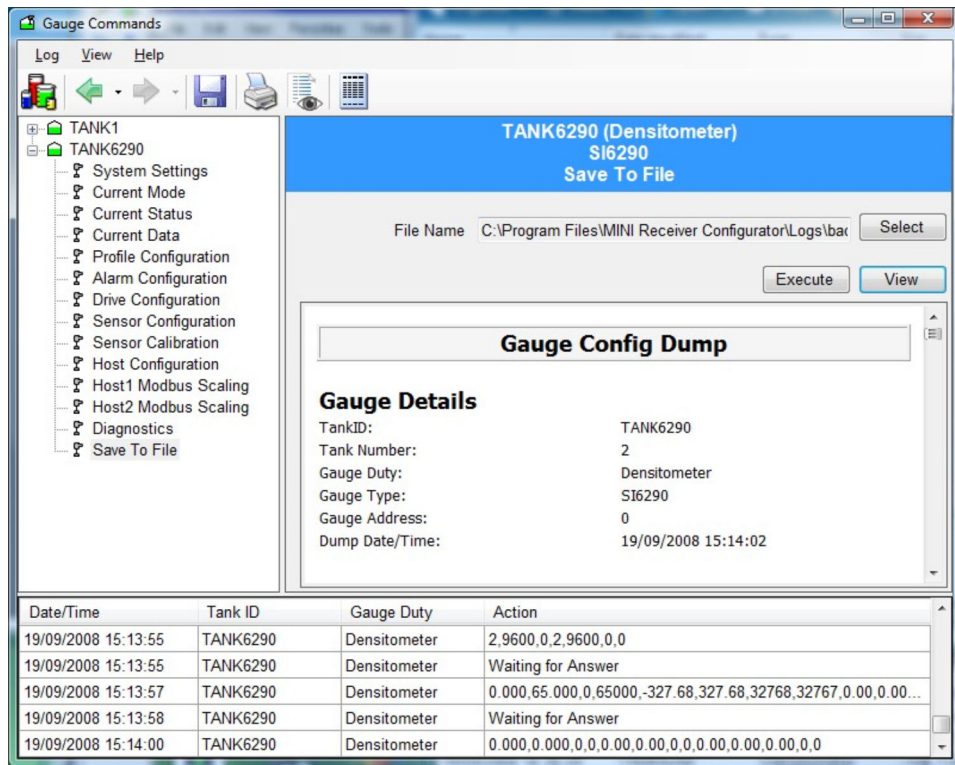 Gauge Commands
Log View Help
TANK1
TANK6290
System Settings
Current Mode
Current Status
Current Data
Profile Configuration
Alarm Configuration
Drive Configuration
Sensor Configuration
Sensor Calibration
Host Configuration
Host1 Modbus Scaling
Host2 Modbus Scaling
Diagnostics
Save To File
TANK6290 (Densitometer)
SI6290
Save To File
File Name C:\Program Files\MINI Receiver Configurator\Logs\bac Select
Execute View
Gauge Config Dump
Gauge Details
TankID: TANK6290
Tank Number: 2
Gauge Duty: Densitometer
Gauge Type: SI6290
Gauge Address: 0
Dump Date/Time: 19/09/2008 15:14:02
Date/Time Tank ID Gauge Duty Action
19/09/2008 15:13:55 TANK6290 Densitometer 2,9600,0,2,9600,0,0
19/09/2008 15:13:55 TANK6290 Densitometer Waiting for Answer
19/09/2008 15:13:57 TANK6290 Densitometer 0.000,65.000,0,65000,-327.68,327.68,32768,32767,0.00,0.00...
19/09/2008 15:13:58 TANK6290 Densitometer Waiting for Answer
19/09/2008 15:14:00 TANK6290 Densitometer 0.000,0.000,0,0,0.00,0.00,0,0,0.00,0.00,0.00,0,0